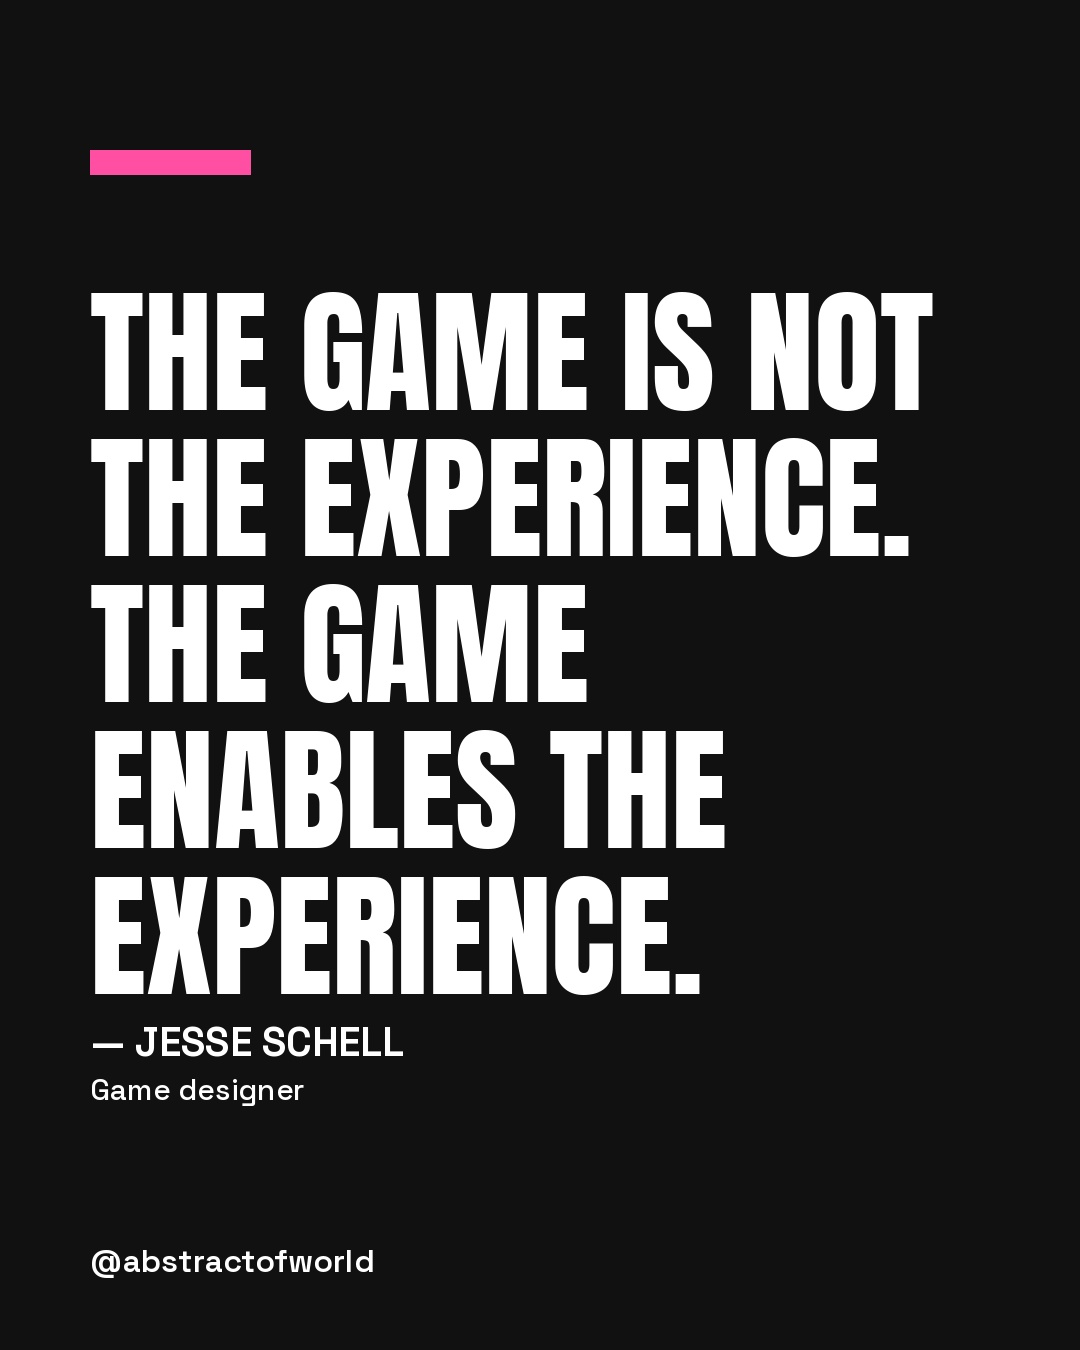 THE GAME IS NOT
THE EXPERIENCE.
THE GAME
ENABLES THE
EXPERIENCE.
— JESSE SCHELL
Game designer
@abstractofworld